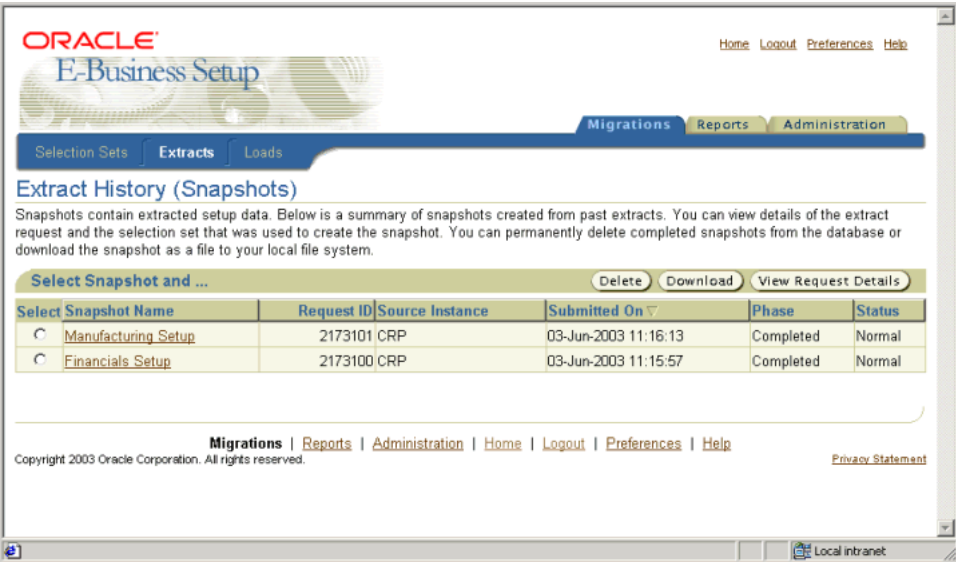 ORACLE
E-Business Setup
Home Logout Preferences Help
Migrations Reports Administration
Selection Sets Extracts Loads
Extract History (Snapshots)
Snapshots contain extracted setup data. Below is a summary of snapshots created from past extracts. You can view details of the extract
request and the selection set that was used to create the snapshot. You can permanently delete completed snapshots from the database or
download the snapshot as a file to your local file system.
Select Snapshot and ... Delete Download View Request Details
Select Snapshot Name Request ID Source Instance Submitted On Phase Status
Manufacturing Setup 2173101 CRP 03-Jun-2003 11:16:13 Completed Normal
Financials Setup 2173100 CRP 03-Jun-2003 11:15:57 Completed Normal
Migrations | Reports | Administration | Home | Logout | Preferences | Help
Copyright 2003 Oracle Corporation. All rights reserved. Privacy Statement
Local intranet